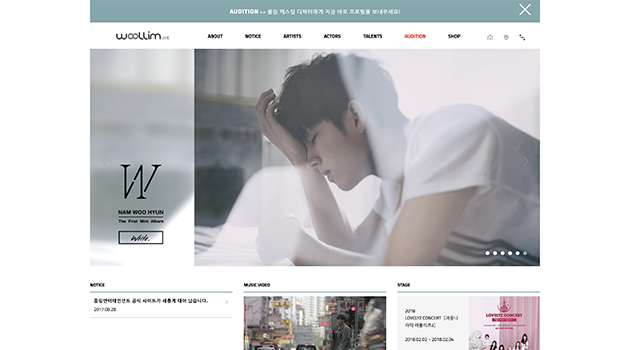 AUDITION >> 울림 캐스팅 디렉터에게 지금 바로 프로필을 보내주세요!
woollim ent
ABOUT NOTICE ARTISTS ACTORS TALENTS AUDITION SHOP
W
NAM WOO HYUN
The First Mini Album
Write..
NOTICE
울림엔터테인먼트 공식 사이트가 새롭게 태어 났습니다.
2017.08.28
MUSIC VIDEO
STAGE
2018
LOVELYZ CONCERT [겨울나
라의 러블리즈2]
2018.02.02 ~ 2018.02.04
LOVELYZ CONCERT